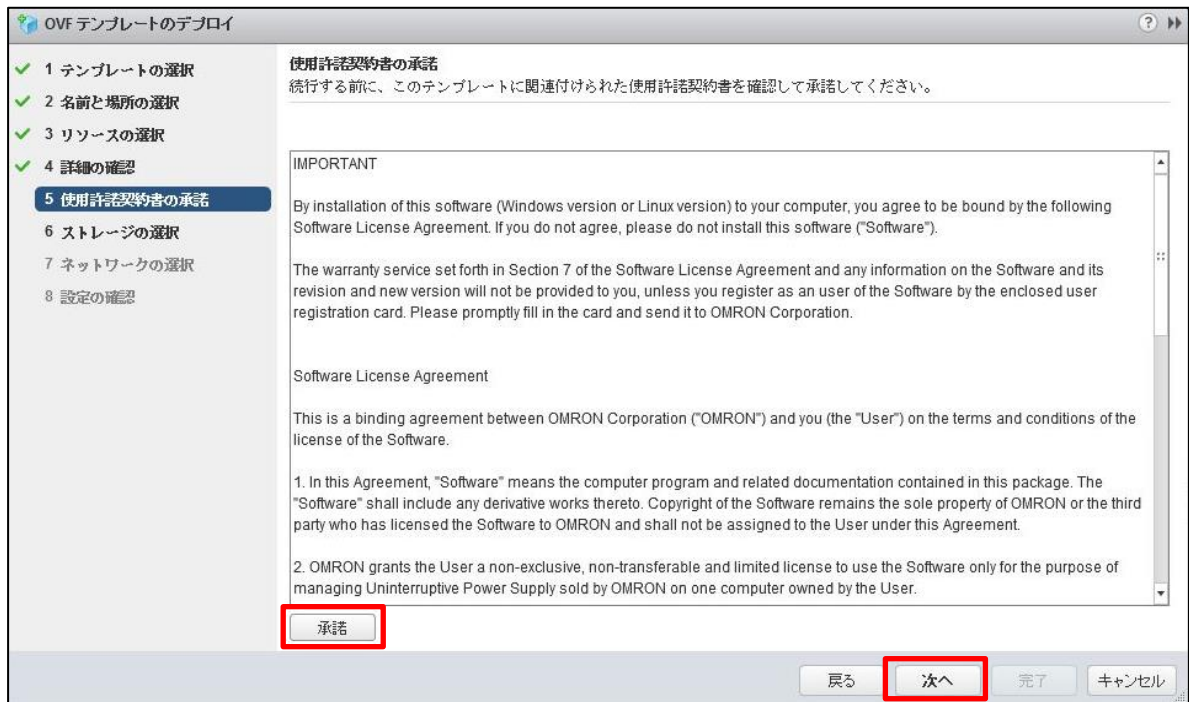 OVF テンプレートのデプロイ
1 テンプレートの選択
2 名前と場所の選択
3 リソースの選択
4 詳細の確認
5 使用許諾契約書の承諾
6 ストレージの選択
7 ネットワークの選択
8 設定の確認
使用許諾契約書の承諾
続行する前に、このテンプレートに関連付けられた使用許諾契約書を確認して承諾してください。
IMPORTANT
By installation of this software (Windows version or Linux version) to your computer, you agree to be bound by the following
Software License Agreement. If you do not agree, please do not install this software ("Software").
The warranty service set forth in Section 7 of the Software License Agreement and any information on the Software and its
revision and new version will not be provided to you, unless you register as an user of the Software by the enclosed user
registration card. Please promptly fill in the card and send it to OMRON Corporation.
Software License Agreement
This is a binding agreement between OMRON Corporation ("OMRON") and you (the "User") on the terms and conditions of the
license of the Software.
1. In this Agreement, "Software" means the computer program and related documentation contained in this package. The
"Software" shall include any derivative works thereto. Copyright of the Software remains the sole property of OMRON or the third
party who has licensed the Software to OMRON and shall not be assigned to the User under this Agreement.
2. OMRON grants the User a non-exclusive, non-transferable and limited license to use the Software only for the purpose of
managing Uninterruptive Power Supply sold by OMRON on one computer owned by the User.
承諾
戻る 次へ 完了 キャンセル